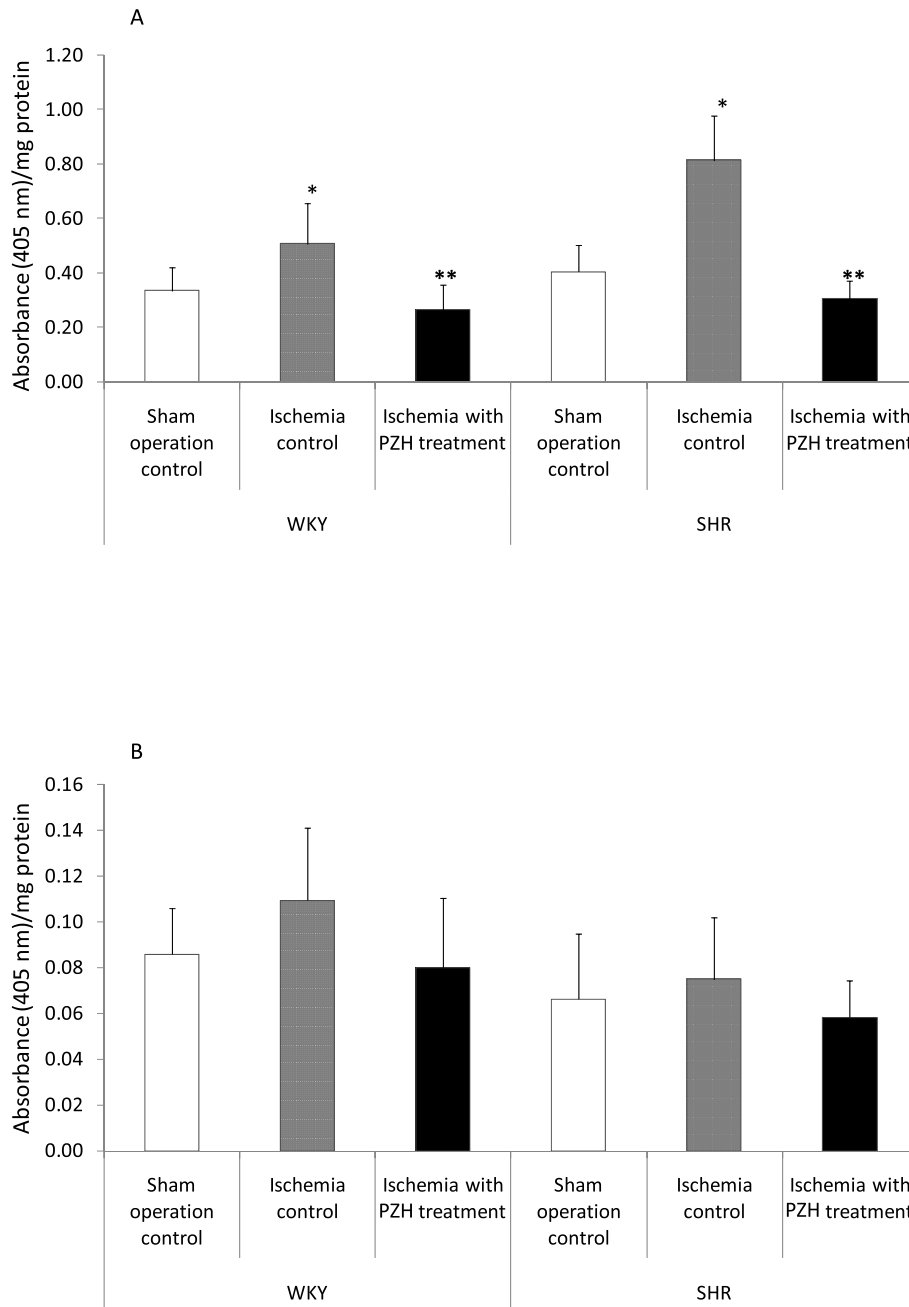 A
Absorbance (405 nm)/mg protein
1.20
1.00
0.80
0.60
0.40
0.20
0.00
*
**
*
**
Sham operation control
Ischemia control
Ischemia with PZH treatment
Sham operation control
Ischemia control
Ischemia with PZH treatment
WKY
SHR
B
Absorbance (405 nm)/mg protein
0.16
0.14
0.12
0.10
0.08
0.06
0.04
0.02
0.00
Sham operation control
Ischemia control
Ischemia with PZH treatment
Sham operation control
Ischemia control
Ischemia with PZH treatment
WKY
SHR